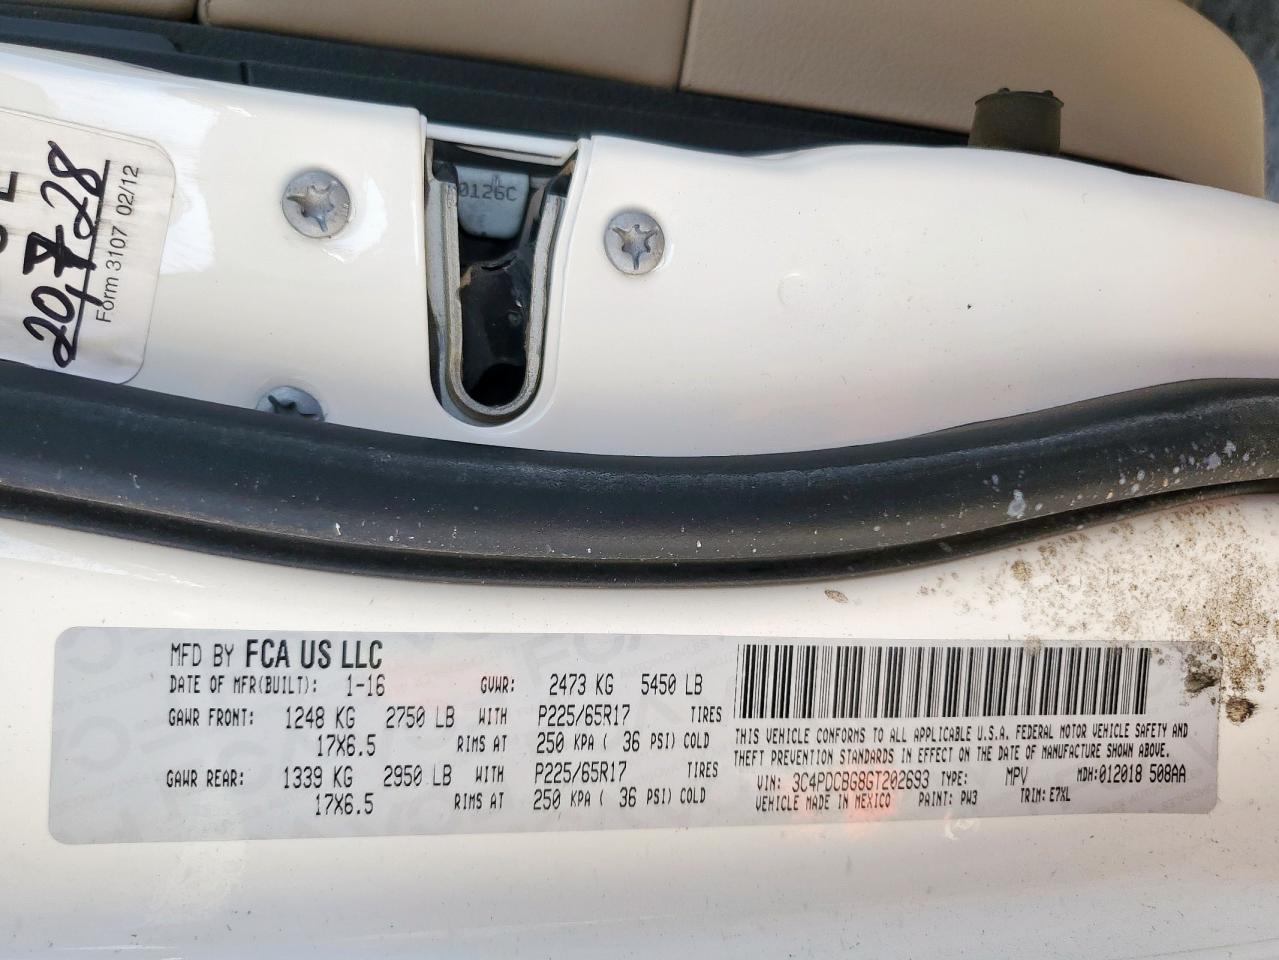 20,728
Form 3107 02/12
0126C
MFD BY FCA US LLC
DATE OF MFR(BUILT): 1-16 GVWR: 2473 KG 5450 LB
GAWR FRONT: 1248 KG 2750 LB WITH P225/65R17 TIRES
17X6.5 RIMS AT 250 KPA ( 36 PSI) COLD
GAWR REAR: 1339 KG 2950 LB WITH P225/65R17 TIRES
17X6.5 RIMS AT 250 KPA ( 36 PSI) COLD
THIS VEHICLE CONFORMS TO ALL APPLICABLE U.S.A. FEDERAL MOTOR VEHICLE SAFETY AND
THEFT PREVENTION STANDARDS IN EFFECT ON THE DATE OF MANUFACTURE SHOWN ABOVE.
VIN: 3C4PDCBG8GT202693 TYPE: MPV MDH:012018 508AA
VEHICLE MADE IN MEXICO PAINT: PW3 TRIM: E7XL